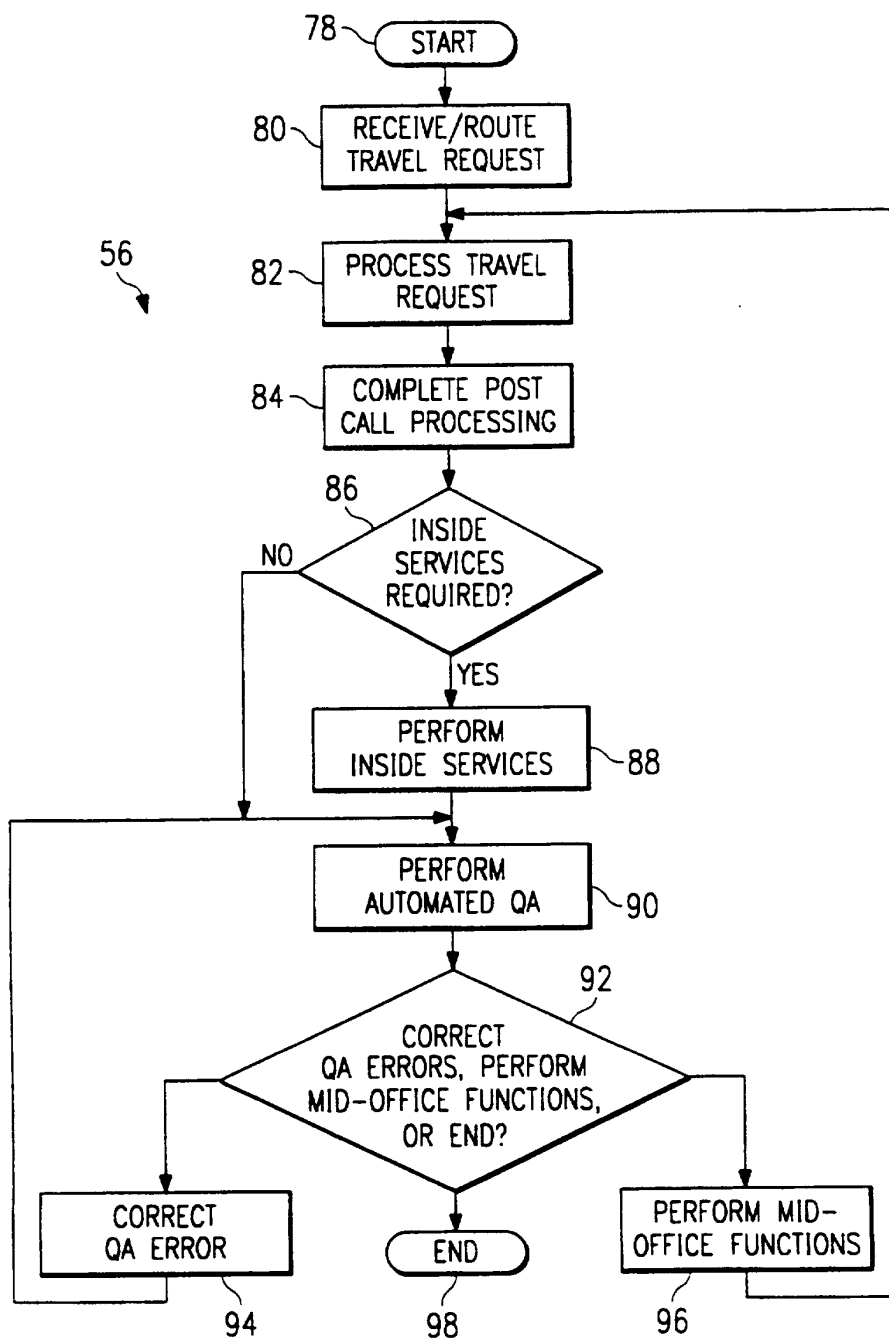 78
START
80
RECEIVE/ROUTE
TRAVEL REQUEST
56
82
PROCESS TRAVEL
REQUEST
84
COMPLETE POST
CALL PROCESSING
86
INSIDE
SERVICES
REQUIRED?
NO
YES
PERFORM
INSIDE SERVICES
88
PERFORM
AUTOMATED QA
90
92
CORRECT
QA ERRORS, PERFORM
MID-OFFICE FUNCTIONS,
OR END?
CORRECT
QA ERROR
94
END
98
PERFORM MID-
OFFICE FUNCTIONS
96